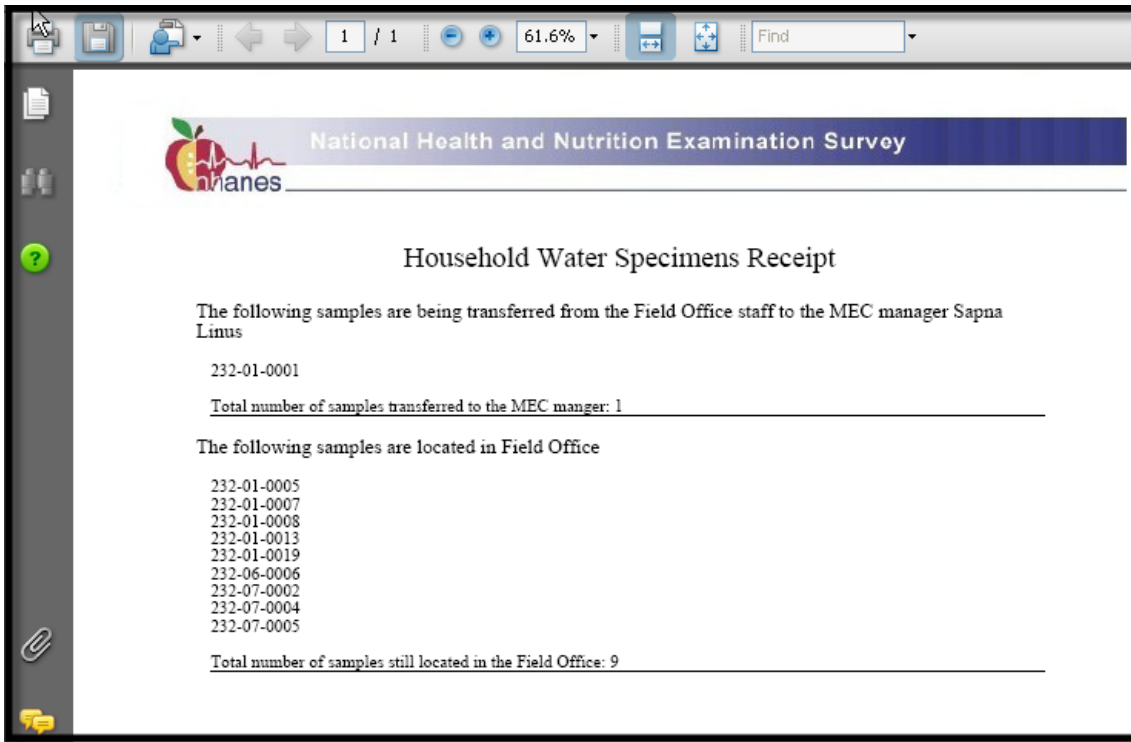 1 / 1 61.6% Find
National Health and Nutrition Examination Survey
nhanes
Household Water Specimens Receipt
The following samples are being transferred from the Field Office staff to the MEC manager Sapna
Linus
232-01-0001
Total number of samples transferred to the MEC manger: 1
The following samples are located in Field Office
232-01-0005
232-01-0007
232-01-0008
232-01-0013
232-01-0019
232-06-0006
232-07-0002
232-07-0004
232-07-0005
Total number of samples still located in the Field Office: 9